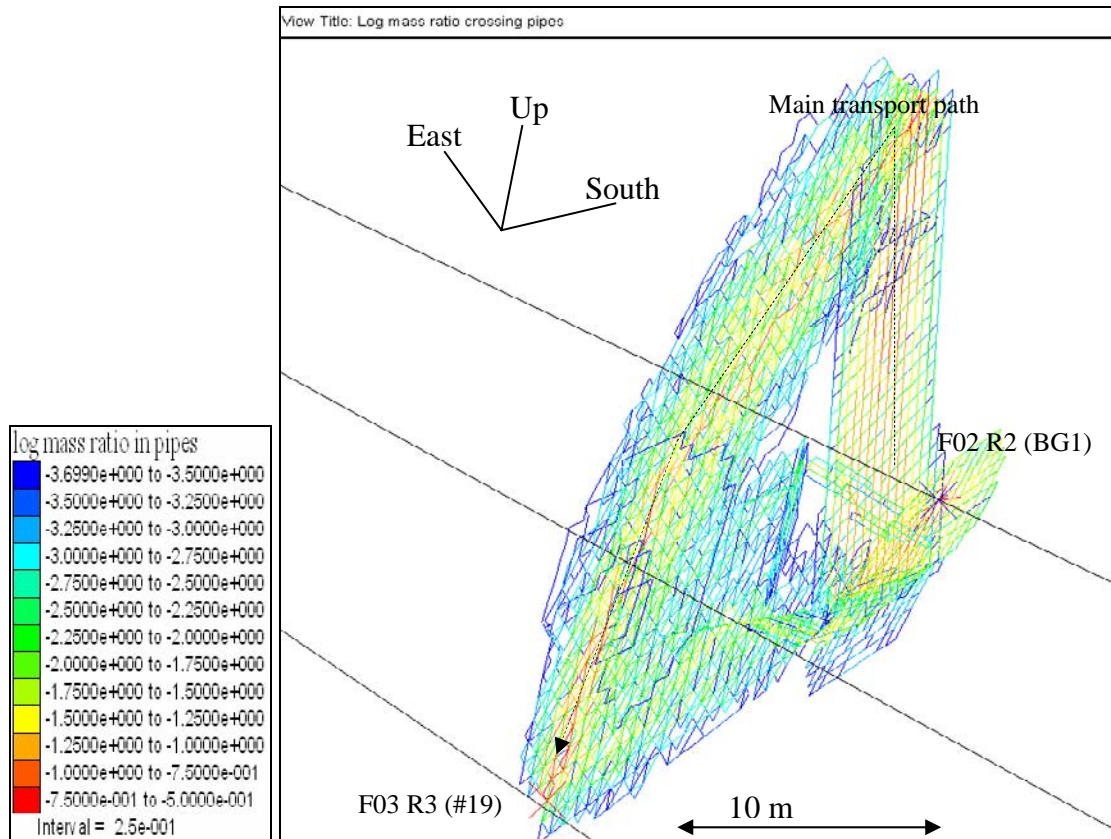 View Title: Log mass ratio crossing pipes
Main transport path
Up
East
South
F02 R2 (BG1)
log mass ratio in pipes
-3.6990e+000 to -3.5000e+000
-3.5000e+000 to -3.2500e+000
-3.2500e+000 to -3.0000e+000
-3.0000e+000 to -2.7500e+000
-2.7500e+000 to -2.5000e+000
-2.5000e+000 to -2.2500e+000
-2.2500e+000 to -2.0000e+000
-2.0000e+000 to -1.7500e+000
-1.7500e+000 to -1.5000e+000
-1.5000e+000 to -1.2500e+000
-1.2500e+000 to -1.0000e+000
-1.0000e+000 to -7.5000e-001
-7.5000e-001 to -5.0000e-001
Interval = 2.5e-001
F03 R3 (#19)
10 m